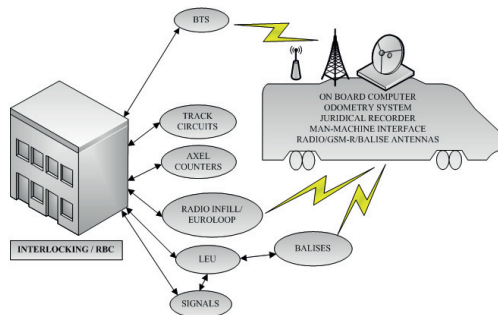 BTS
ON BOARD COMPUTER
ODOMETRY SYSTEM
JURIDICAL RECORDER
MAN-MACHINE INTERFACE
RADIO/GSM-R/BALISE ANTENNAS
TRACK
CIRCUITS
AXEL
COUNTERS
RADIO INFILL/
EUROLOOP
INTERLOCKING / RBC
LEU
BALISES
SIGNALS